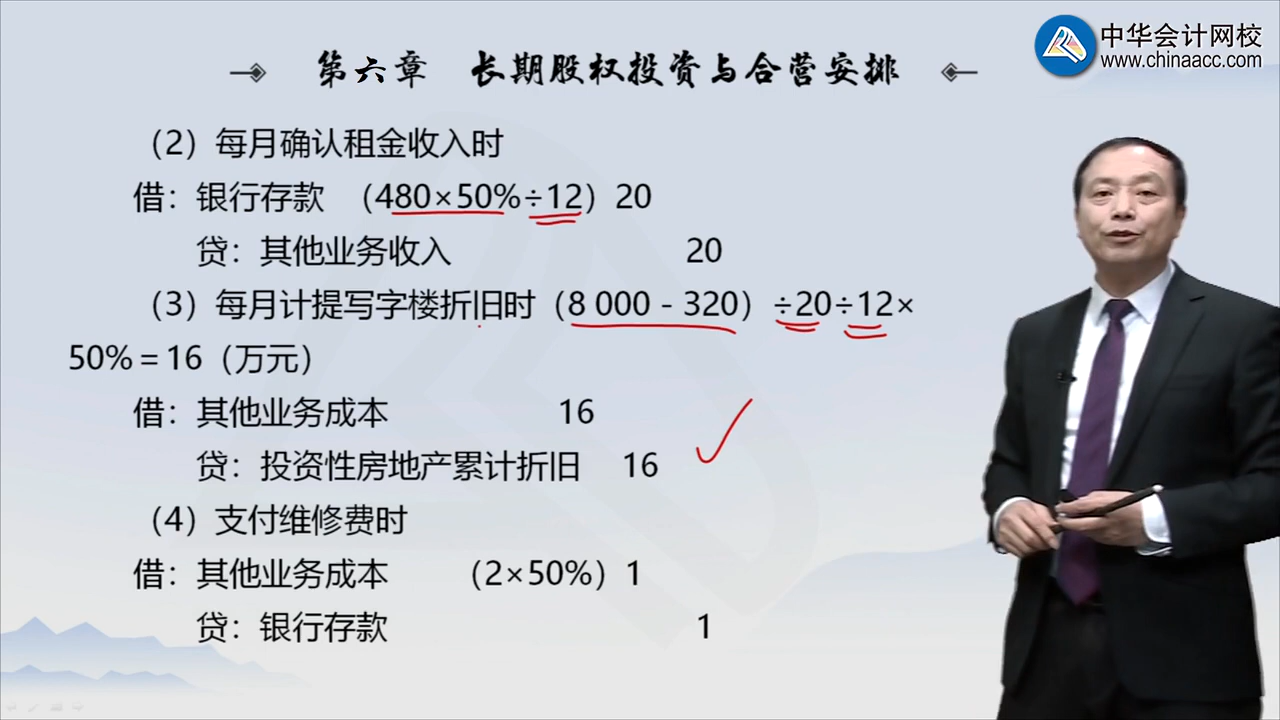 中华会计网校
www.chinaacc.com
第六章 长期股权投资与合营安排
（2）每月确认租金收入时
借：银行存款 （480×50%÷12）20
贷：其他业务收入 20
（3）每月计提写字楼折旧时（8 000－320）÷20÷12×
50%＝16（万元）
借：其他业务成本 16
贷：投资性房地产累计折旧 16
（4）支付维修费时
借：其他业务成本 （2×50%）1
贷：银行存款 1